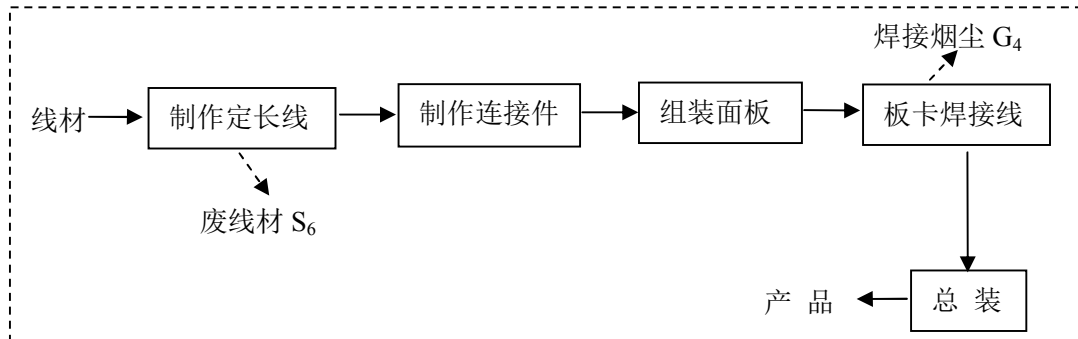 焊接烟尘 G₄
线材
制作定长线
制作连接件
组装面板
板卡焊接线
废线材 S₆
产 品
总 装